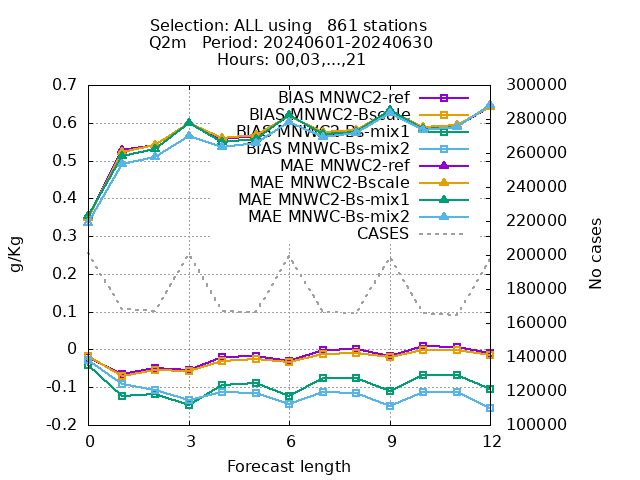 Selection: ALL using   861 stations
Q2m   Period: 20240601-20240630
Hours: 00,03,...,21
0.7
0.6
0.5
0.4
0.3
0.2
0.1
0
-0.1
-0.2
g/Kg
BIAS MNWC2-ref
BIAS MNWC2-Bscale
BIAS MNWC-Bs-mix1
BIAS MNWC-Bs-mix2
MAE MNWC2-ref
MAE MNWC2-Bscale
MAE MNWC-Bs-mix1
MAE MNWC-Bs-mix2
CASES
300000
280000
260000
240000
220000
200000
180000
160000
140000
120000
100000
No cases
0 3 6 9 12
Forecast length